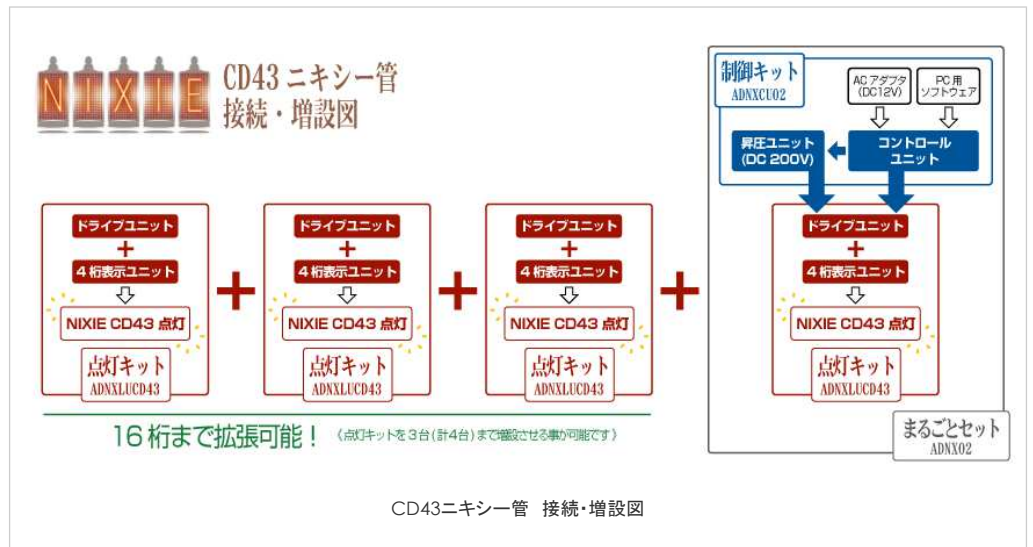 NIXIE
CD43 ニキシー管
接続・増設図
制御キット
ADNXCU02
ACアダプタ
(DC12V)
PC用
ソフトウェア
昇圧ユニット
(DC 200V)
コントロール
ユニット
ドライブユニット
+
4桁表示ユニット
NIXIE CD43 点灯
点灯キット
ADNXLUCD43
+
ドライブユニット
+
4桁表示ユニット
NIXIE CD43 点灯
点灯キット
ADNXLUCD43
+
ドライブユニット
+
4桁表示ユニット
NIXIE CD43 点灯
点灯キット
ADNXLUCD43
+
ドライブユニット
+
4桁表示ユニット
NIXIE CD43 点灯
点灯キット
ADNXLUCD43
16桁まで拡張可能！《点灯キットを3台(計4台)まで増設させる事が可能です》
まるごとセット
ADNX02
CD43ニキシー管 接続・増設図